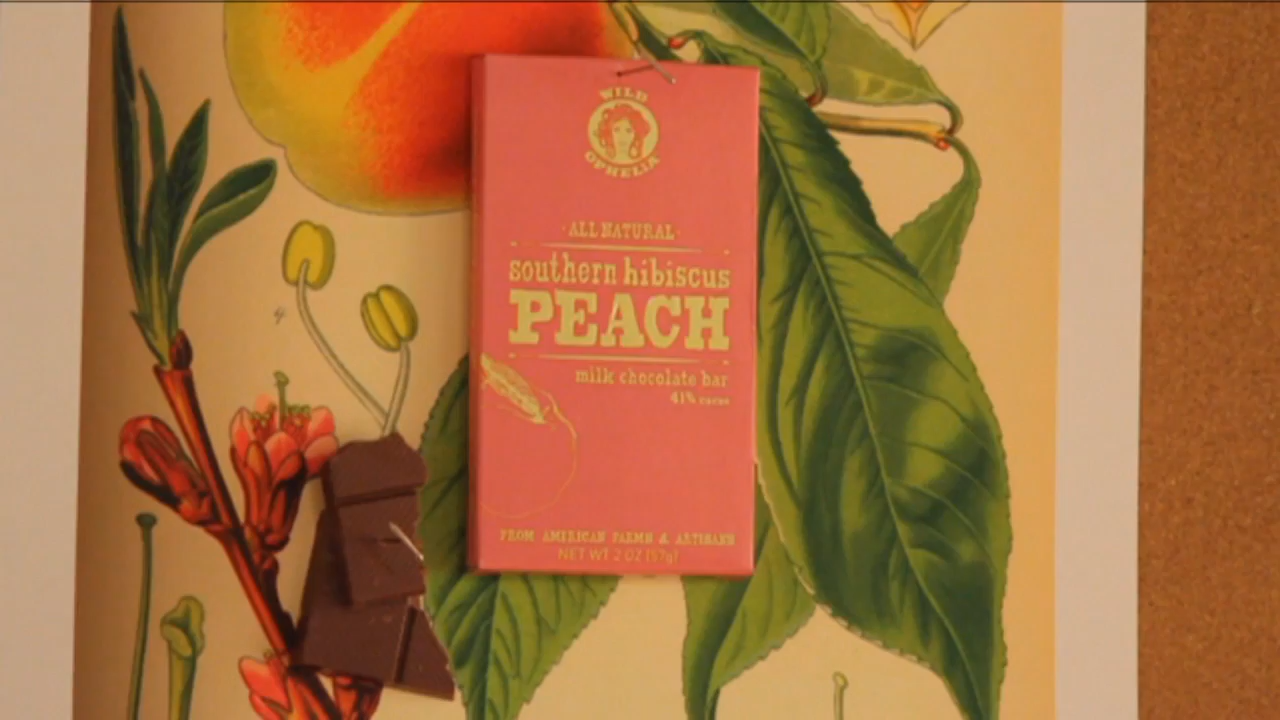 WILD
OPHELIA
·ALL NATURAL·
southern hibiscus
PEACH
milk chocolate bar
41% cacao
FROM AMERICAN FARMS & ARTISANS
NET WT 2 OZ (57g)